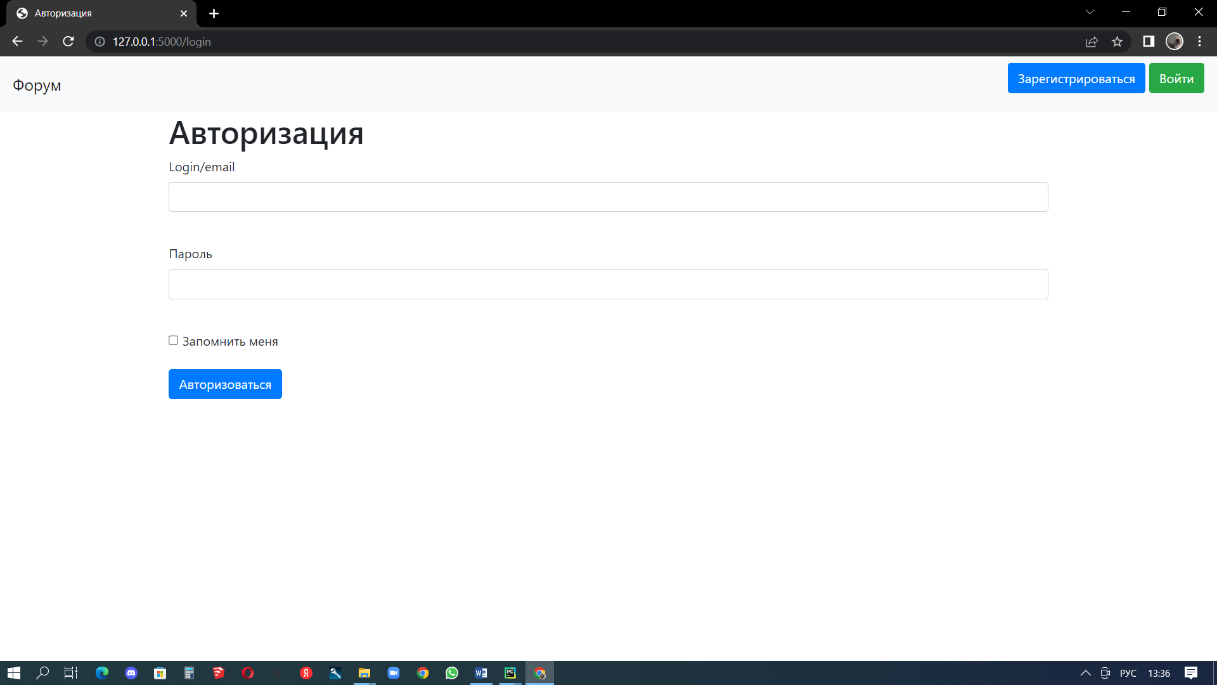 Авторизация
127.0.0.1:5000/login
Форум
Зарегистрироваться
Войти
Авторизация
Login/email
Пароль
Запомнить меня
Авторизоваться
РУС
13:36